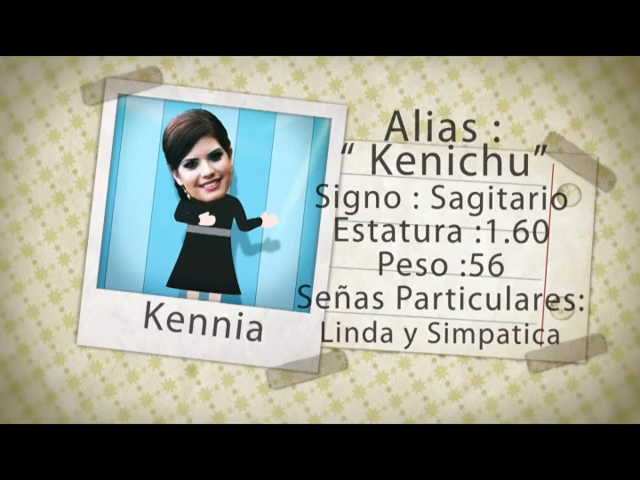 Alias :
“ Kenichu”
Signo : Sagitario
Estatura :1.60
Peso :56
Señas Particulares:
Linda y Simpatica
Kennia